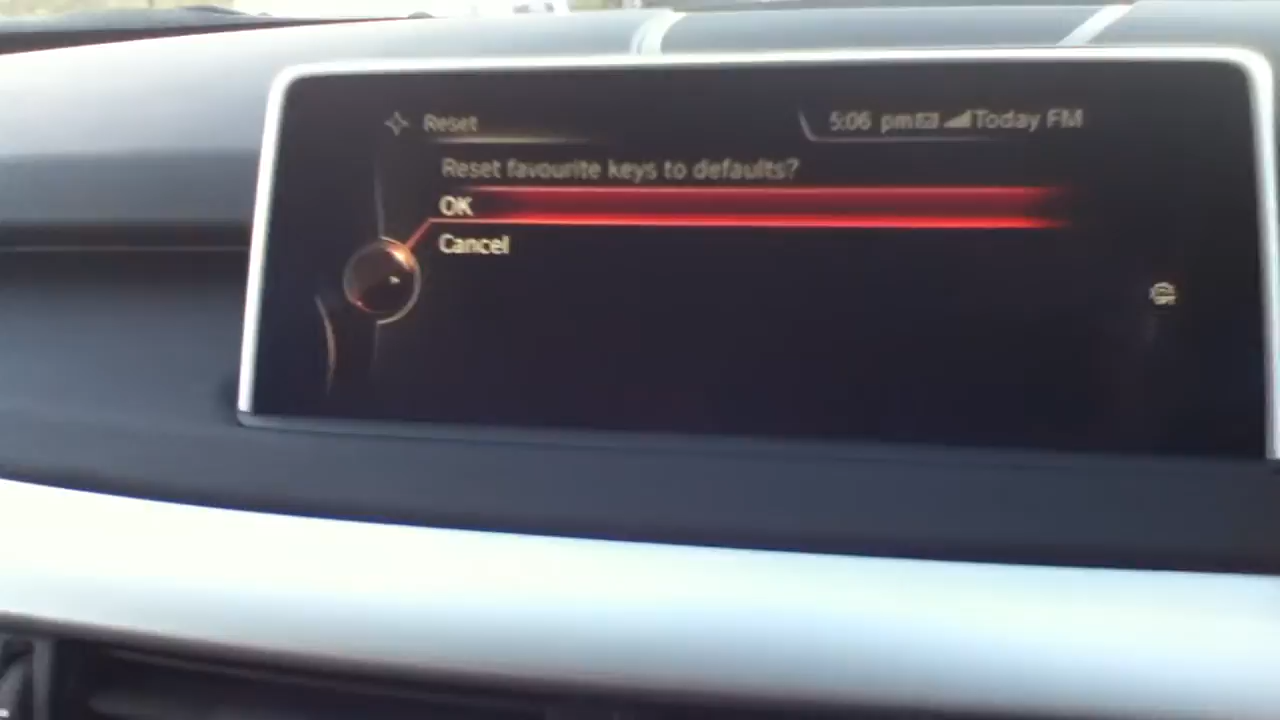 Reset
5:06 pm Today FM
Reset favourite keys to defaults?
OK
Cancel